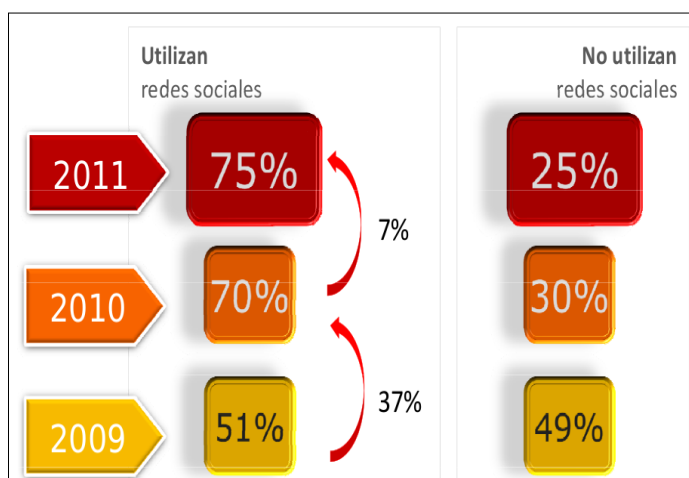 Utilizan
redes sociales
No utilizan
redes sociales
2011
75%
25%
7%
2010
70%
30%
37%
2009
51%
49%